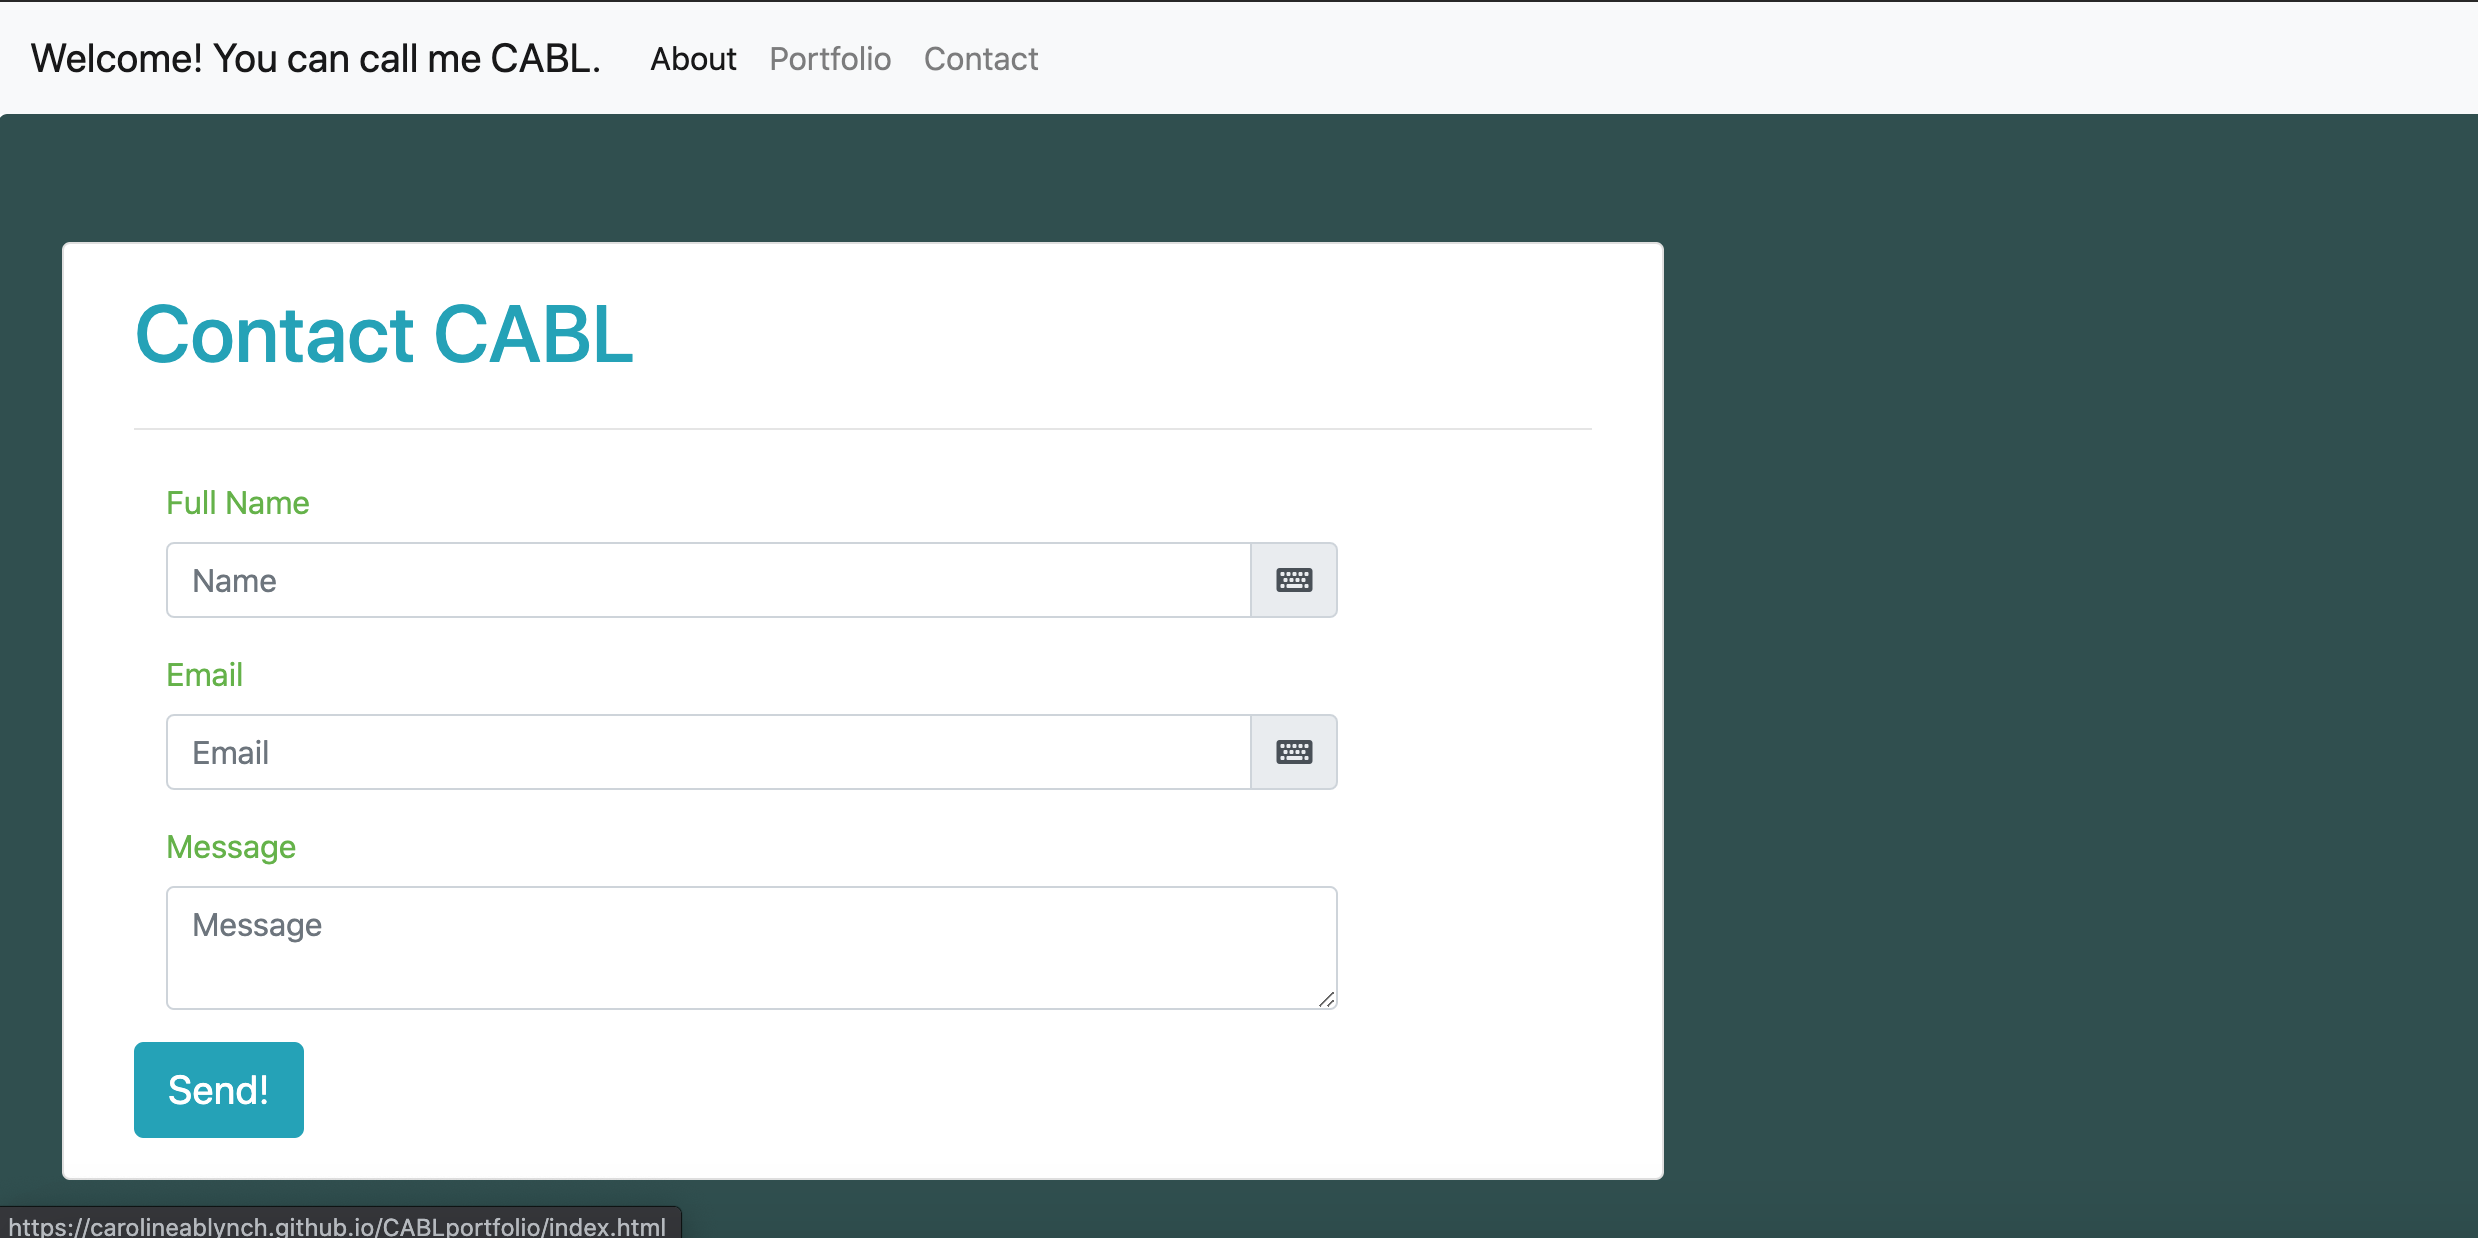 Welcome! You can call me CABL. About Portfolio Contact
Contact CABL
Full Name
Name
Email
Email
Message
Message
Send!
https://carolineablynch.github.io/CABLportfolio/index.html